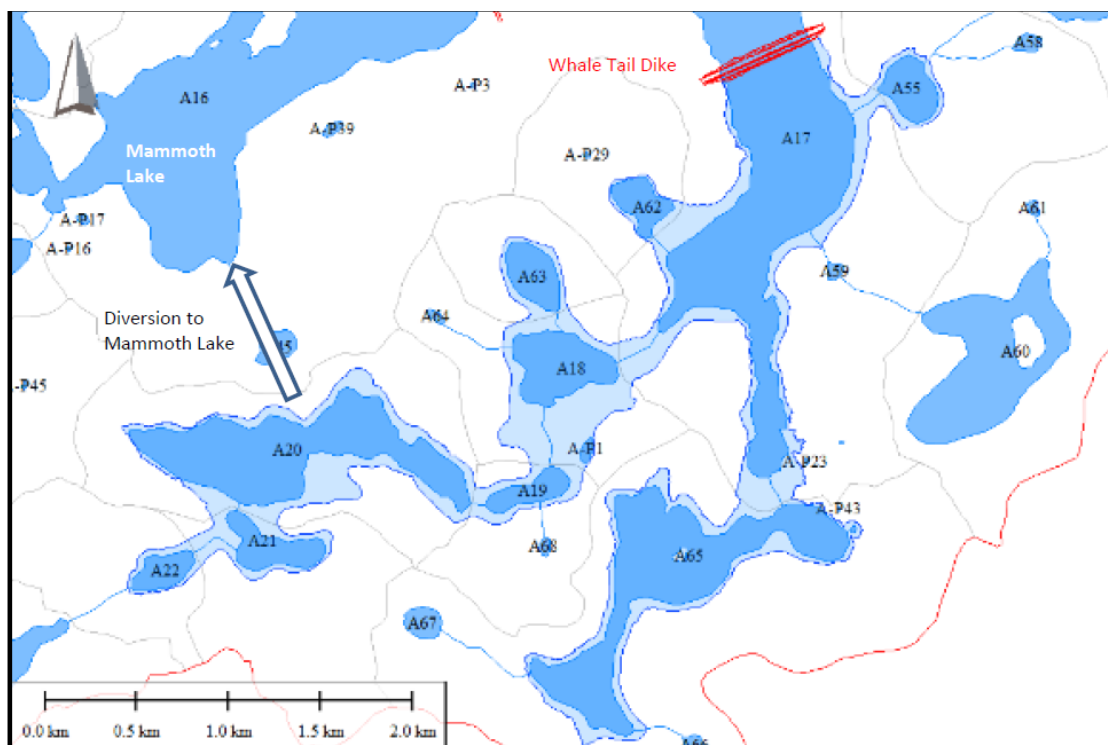 A16
A-P3
Whale Tail Dike
A58
A55
A-P39
A17
Mammoth
Lake
A-P29
A-P17
A-P16
A62
A61
A63
A59
A64
Diversion to
Mammoth Lake
A60
A18
A20
A-P1
A-P23
A19
A-P43
A21
A68
A65
A22
A67
0.0 km
0.5 km
1.0 km
1.5 km
2.0 km